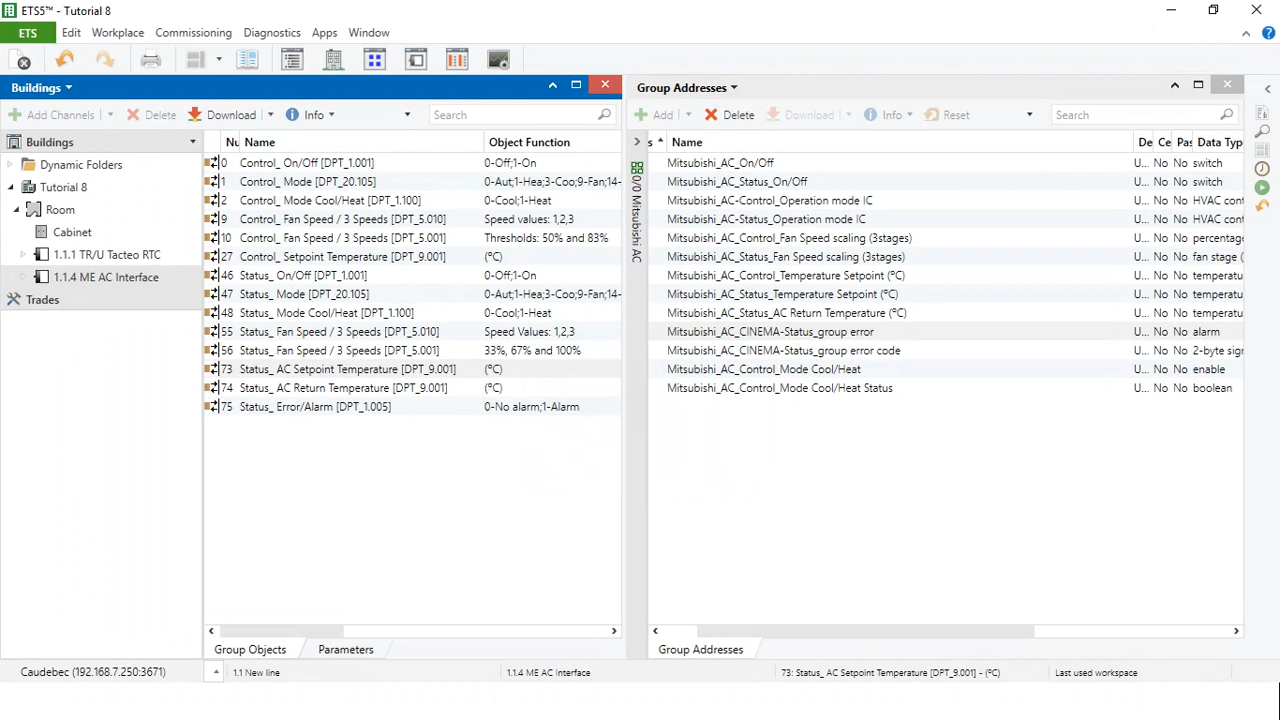 ETS5™ - Tutorial 8
ETS Edit Workplace Commissioning Diagnostics Apps Window
Buildings
Group Addresses
Add Channels Delete Download Info Search
Add Delete Download Info Reset Search
Buildings
Dynamic Folders
Tutorial 8
Room
Cabinet
1.1.1 TR/U Tacteo RTC
1.1.4 ME AC Interface
Trades
Nu Name Object Function
0 Control_ On/Off [DPT_1.001] 0-Off;1-On
1 Control_ Mode [DPT_20.105] 0-Aut;1-Hea;3-Coo;9-Fan;14-
2 Control_ Mode Cool/Heat [DPT_1.100] 0-Cool;1-Heat
9 Control_ Fan Speed / 3 Speeds [DPT_5.010] Speed values: 1,2,3
10 Control_ Fan Speed / 3 Speeds [DPT_5.001] Thresholds: 50% and 83%
27 Control_ Setpoint Temperature [DPT_9.001] (ºC)
46 Status_ On/Off [DPT_1.001] 0-Off;1-On
47 Status_ Mode [DPT_20.105] 0-Aut;1-Hea;3-Coo;9-Fan;14-
48 Status_ Mode Cool/Heat [DPT_1.100] 0-Cool;1-Heat
55 Status_ Fan Speed / 3 Speeds [DPT_5.010] Speed Values: 1,2,3
56 Status_ Fan Speed / 3 Speeds [DPT_5.001] 33%, 67% and 100%
73 Status_ AC Setpoint Temperature [DPT_9.001] (ºC)
74 Status_ AC Return Temperature [DPT_9.001] (ºC)
75 Status_ Error/Alarm [DPT_1.005] 0-No alarm;1-Alarm
0/0 Mitsubishi AC
s Name De Ce Pas Data Type
Mitsubishi_AC_On/Off U... No No switch
Mitsubishi_AC_Status_On/Off U... No No switch
Mitsubishi_AC-Control_Operation mode IC U... No No HVAC cont
Mitsubishi_AC-Status_Operation mode IC U... No No HVAC cont
Mitsubishi_AC_Control_Fan Speed scaling (3stages) U... No No percentage
Mitsubishi_AC_Status_Fan Speed scaling (3stages) U... No No fan stage (
Mitsubishi_AC_Control_Temperature Setpoint (ºC) U... No No temperatu
Mitsubishi_AC_Status_Temperature Setpoint (ºC) U... No No temperatu
Mitsubishi_AC_Status_AC Return Temperature (ºC) U... No No temperatu
Mitsubishi_AC_CINEMA-Status_group error U... No No alarm
Mitsubishi_AC_CINEMA-Status_group error code U... No No 2-byte sign
Mitsubishi_AC_Control_Mode Cool/Heat U... No No enable
Mitsubishi_AC_Control_Mode Cool/Heat Status U... No No boolean
Group Objects Parameters
Group Addresses
Caudebec (192.168.7.250:3671) 1.1 New line 1.1.4 ME AC Interface 73: Status_ AC Setpoint Temperature [DPT_9.001] - (ºC) Last used workspace